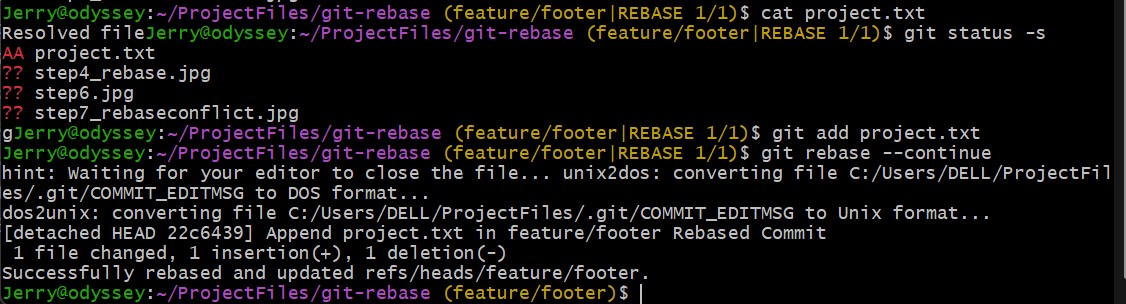 Jerry@odyssey:~/ProjectFiles/git-rebase (feature/footer|REBASE 1/1)$ cat project.txt
Resolved fileJerry@odyssey:~/ProjectFiles/git-rebase (feature/footer|REBASE 1/1)$ git status -s
AA project.txt
?? step4_rebase.jpg
?? step6.jpg
?? step7_rebaseconflict.jpg
gJerry@odyssey:~/ProjectFiles/git-rebase (feature/footer|REBASE 1/1)$ git add project.txt
Jerry@odyssey:~/ProjectFiles/git-rebase (feature/footer|REBASE 1/1)$ git rebase --continue
hint: Waiting for your editor to close the file... unix2dos: converting file C:/Users/DELL/ProjectFil
es/.git/COMMIT_EDITMSG to DOS format...
dos2unix: converting file C:/Users/DELL/ProjectFiles/.git/COMMIT_EDITMSG to Unix format...
[detached HEAD 22c6439] Append project.txt in feature/footer Rebased Commit
 1 file changed, 1 insertion(+), 1 deletion(-)
Successfully rebased and updated refs/heads/feature/footer.
Jerry@odyssey:~/ProjectFiles/git-rebase (feature/footer)$